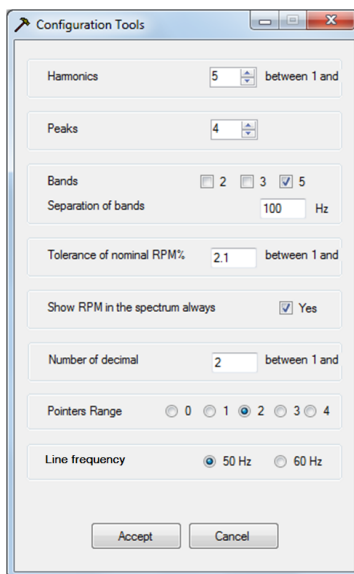 Configuration Tools
Harmonics 5 between 1 and
Peaks 4
Bands 2 3 5
Separation of bands 100 Hz
Tolerance of nominal RPM% 2.1 between 1 and
Show RPM in the spectrum always Yes
Number of decimal 2 between 1 and
Pointers Range 0 1 2 3 4
Line frequency 50 Hz 60 Hz
Accept Cancel